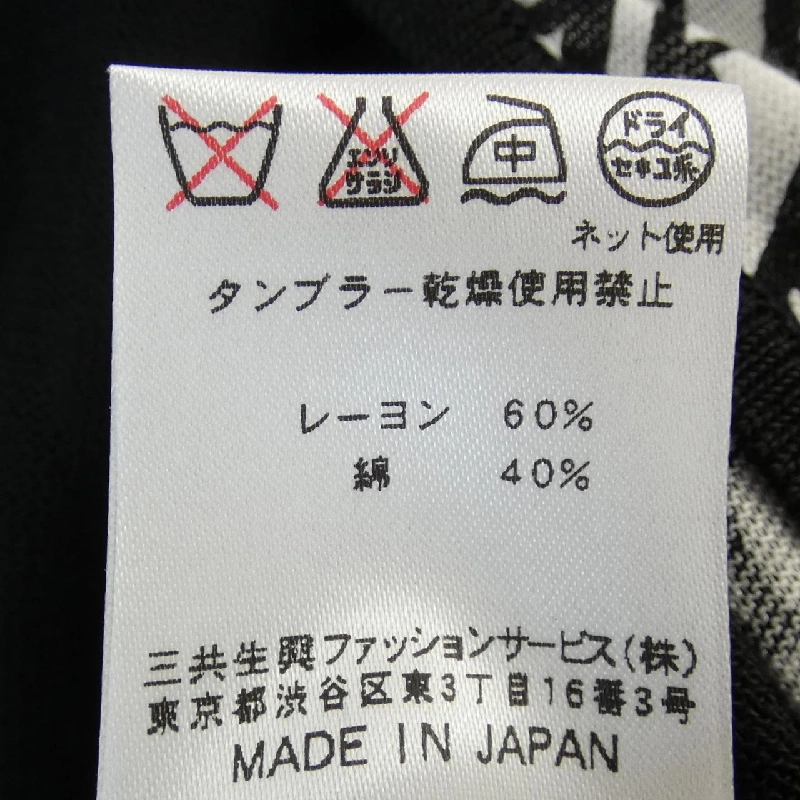 エンソ
サラシ
中
ドライ
セキユ系
ネット使用
タンブラー乾燥使用禁止
レーヨン 60%
綿 40%
三共生興ファッションサービス(株)
東京都渋谷区東3丁目16番3号
MADE IN JAPAN